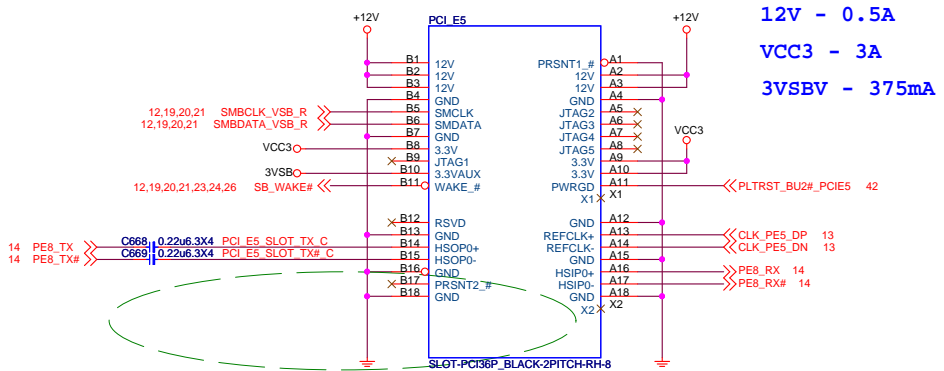 12V - 0.5A
VCC3 - 3A
3VSBV - 375mA
+12V
PCI_E5
+12V
B1 12V PRSNT1_# A1
B2 12V 12V A2
B3 12V 12V A3
B4 GND GND A4
12,19,20,21 SMBCLK_VSB_R B5 SMCLK JTAG2 A5
12,19,20,21 SMBDATA_VSB_R B6 SMDATA JTAG3 A6
B7 GND JTAG4 A7
VCC3
VCC3 B8 3.3V JTAG5 A8
B9 JTAG1 3.3V A9
3VSB B10 3.3VAUX 3.3V A10
12,19,20,21,23,24,26 SB_WAKE# B11 WAKE_# PWRGD A11 PLTRST_BU2#_PCIE5 42
X1 X1
B12 RSVD GND A12
B13 GND REFCLK+ A13 CLK_PE5_DP 13
14 PE8_TX C668 0.22u6.3X4 PCI_E5_SLOT_TX_C B14 HSOP0+ REFCLK- A14 CLK_PE5_DN 13
14 PE8_TX# C669 0.22u6.3X4 PCI_E5_SLOT_TX#_C B15 HSOP0- GND A15
B16 GND HSIP0+ A16 PE8_RX 14
B17 PRSNT2_# HSIP0- A17 PE8_RX# 14
B18 GND GND A18
X2 X2
SLOT-PCI36P_BLACK-2PITCH-RH-8